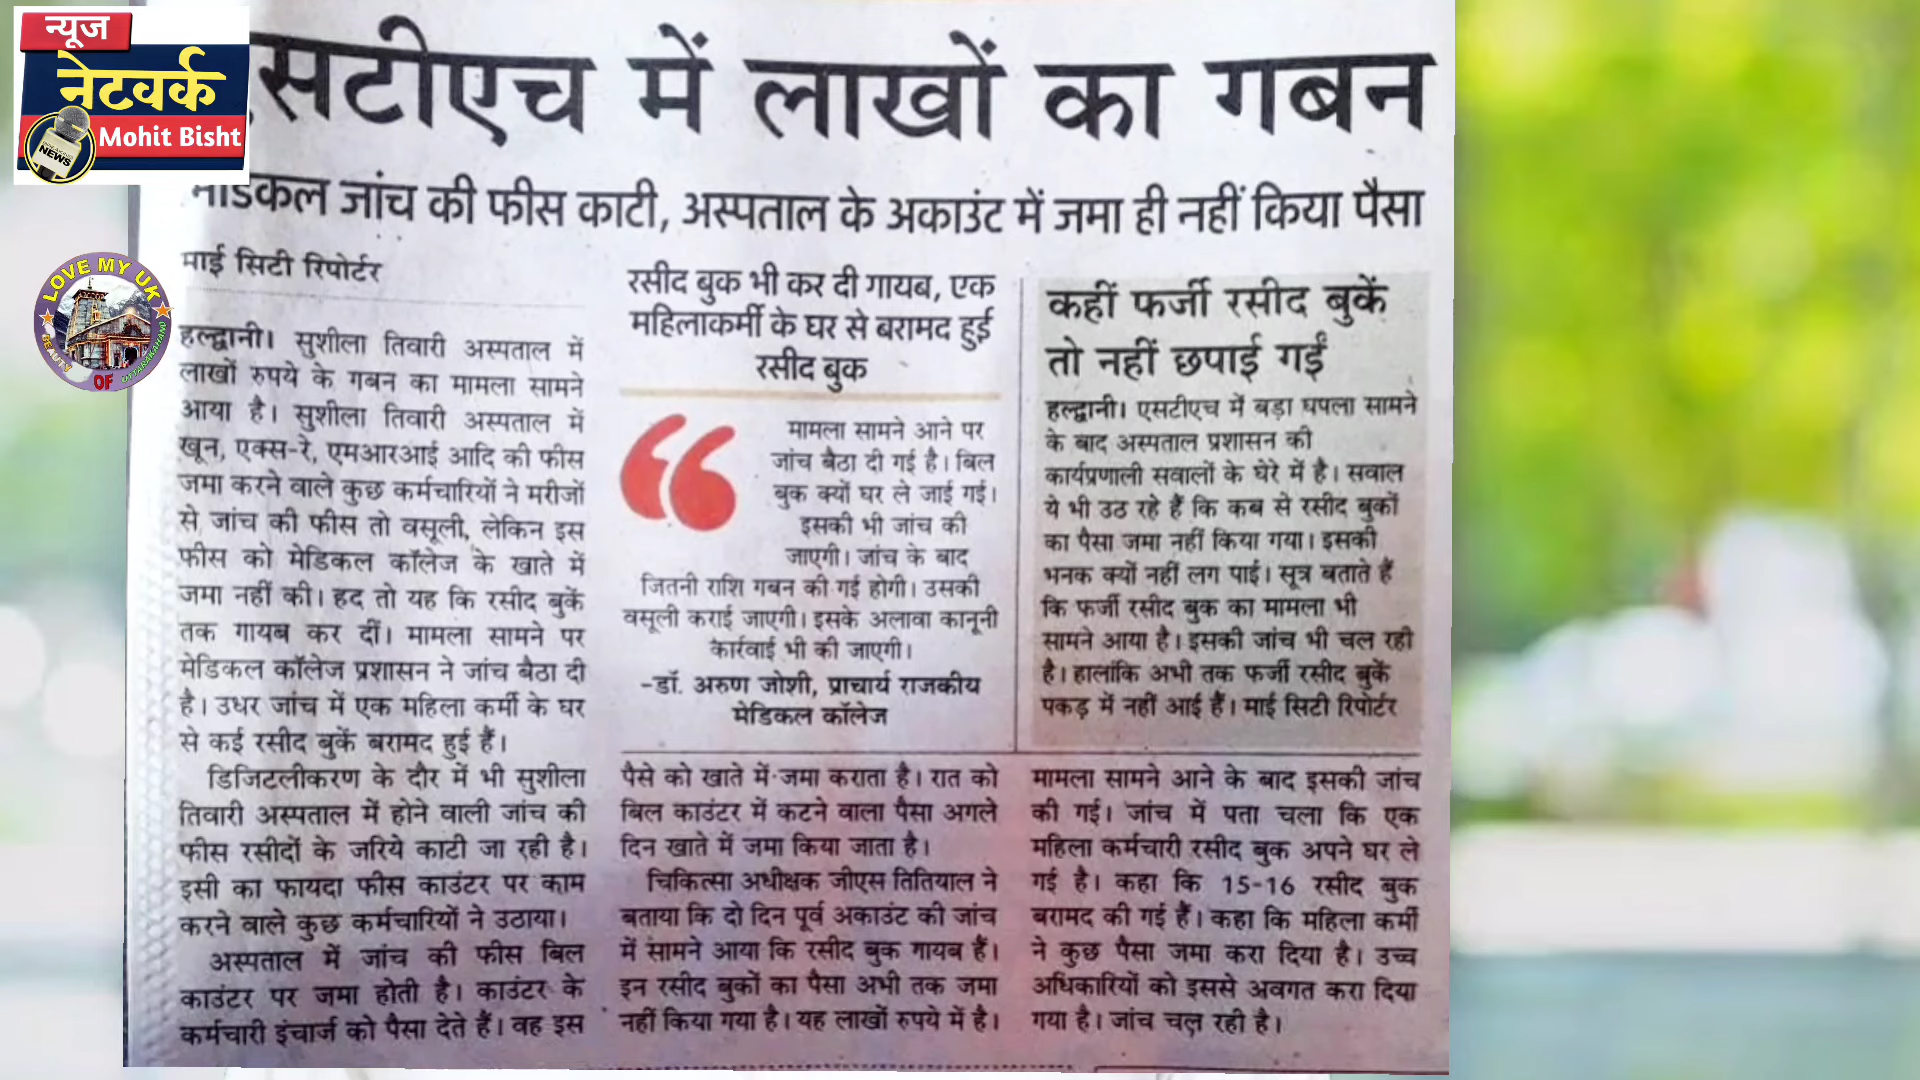 न्यूज
नेटवर्क
Mohit Bisht
NEWS
LOVE MY UK
BEAUTY OF UTTARAKHAND
सटीएच में लाखों का गबन
मेडिकल जांच की फीस काटी, अस्पताल के अकाउंट में जमा ही नहीं किया पैसा
माई सिटी रिपोर्टर
हल्द्वानी। सुशीला तिवारी अस्पताल में
लाखों रुपये के गबन का मामला सामने
आया है। सुशीला तिवारी अस्पताल में
खून, एक्स-रे, एमआरआई आदि की फीस
जमा करने वाले कुछ कर्मचारियों ने मरीजों
से जांच की फीस तो वसूली, लेकिन इस
फीस को मेडिकल कॉलेज के खाते में
जमा नहीं की। हद तो यह कि रसीद बुकें
तक गायब कर दीं। मामला सामने पर
मेडिकल कॉलेज प्रशासन ने जांच बैठा दी
है। उधर जांच में एक महिला कर्मी के घर
से कई रसीद बुकें बरामद हुई हैं।
डिजिटलीकरण के दौर में भी सुशीला
तिवारी अस्पताल में होने वाली जांच की
फीस रसीदों के जरिये काटी जा रही है।
इसी का फायदा फीस काउंटर पर काम
करने वाले कुछ कर्मचारियों ने उठाया।
अस्पताल में जांच की फीस बिल
काउंटर पर जमा होती है। काउंटर के
कर्मचारी इंचार्ज को पैसा देते हैं। वह इस
रसीद बुक भी कर दी गायब, एक
महिलाकर्मी के घर से बरामद हुई
रसीद बुक
मामला सामने आने पर
जांच बैठा दी गई है। बिल
बुक क्यों घर ले जाई गई।
इसकी भी जांच की
जाएगी। जांच के बाद
जितनी राशि गबन की गई होगी। उसकी
वसूली कराई जाएगी। इसके अलावा कानूनी
कार्रवाई भी की जाएगी।
-डॉ. अरुण जोशी, प्राचार्य राजकीय
मेडिकल कॉलेज
पैसे को खाते में जमा कराता है। रात को
बिल काउंटर में कटने वाला पैसा अगले
दिन खाते में जमा किया जाता है।
चिकित्सा अधीक्षक जीएस तितियाल ने
बताया कि दो दिन पूर्व अकाउंट की जांच
में सामने आया कि रसीद बुक गायब हैं।
इन रसीद बुकों का पैसा अभी तक जमा
नहीं किया गया है। यह लाखों रुपये में है।
कहीं फर्जी रसीद बुकें
तो नहीं छपाई गईं
हल्द्वानी। एसटीएच में बड़ा घपला सामने
के बाद अस्पताल प्रशासन की
कार्यप्रणाली सवालों के घेरे में है। सवाल
ये भी उठ रहे हैं कि कब से रसीद बुकों
का पैसा जमा नहीं किया गया। इसकी
भनक क्यों नहीं लग पाई। सूत्र बताते हैं
कि फर्जी रसीद बुक का मामला भी
सामने आया है। इसकी जांच भी चल रही
है। हालांकि अभी तक फर्जी रसीद बुकें
पकड़ में नहीं आई हैं। माई सिटी रिपोर्टर
मामला सामने आने के बाद इसकी जांच
की गई। जांच में पता चला कि एक
महिला कर्मचारी रसीद बुक अपने घर ले
गई है। कहा कि 15-16 रसीद बुक
बरामद की गई हैं। कहा कि महिला कर्मी
ने कुछ पैसा जमा करा दिया है। उच्च
अधिकारियों को इससे अवगत करा दिया
गया है। जांच चल रही है।